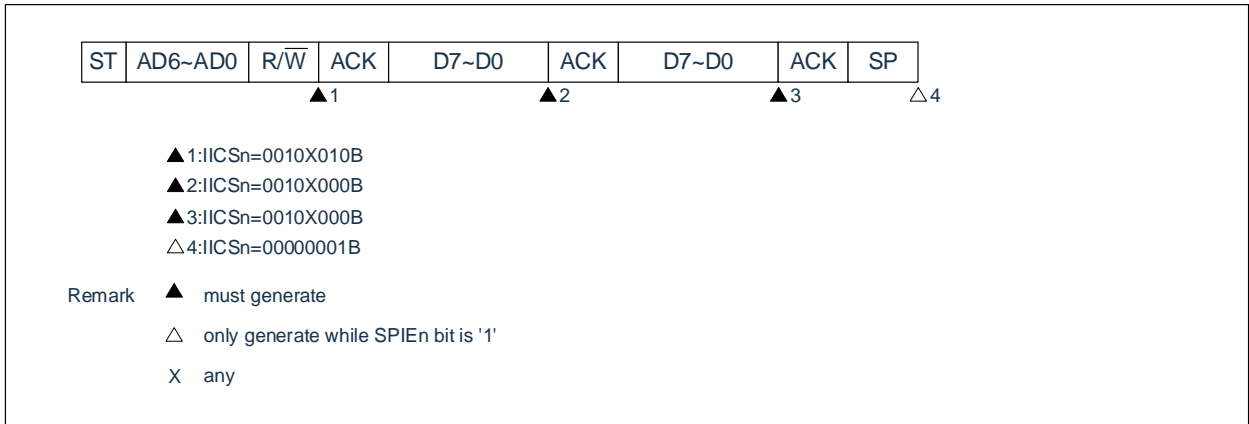 ST AD6~AD0 R/W̅ ACK D7~D0 ACK D7~D0 ACK SP
▲1 ▲2 ▲3 △4
▲1:IICSn=0010X010B
▲2:IICSn=0010X000B
▲3:IICSn=0010X000B
△4:IICSn=00000001B
Remark ▲ must generate
△ only generate while SPIEn bit is '1'
X any